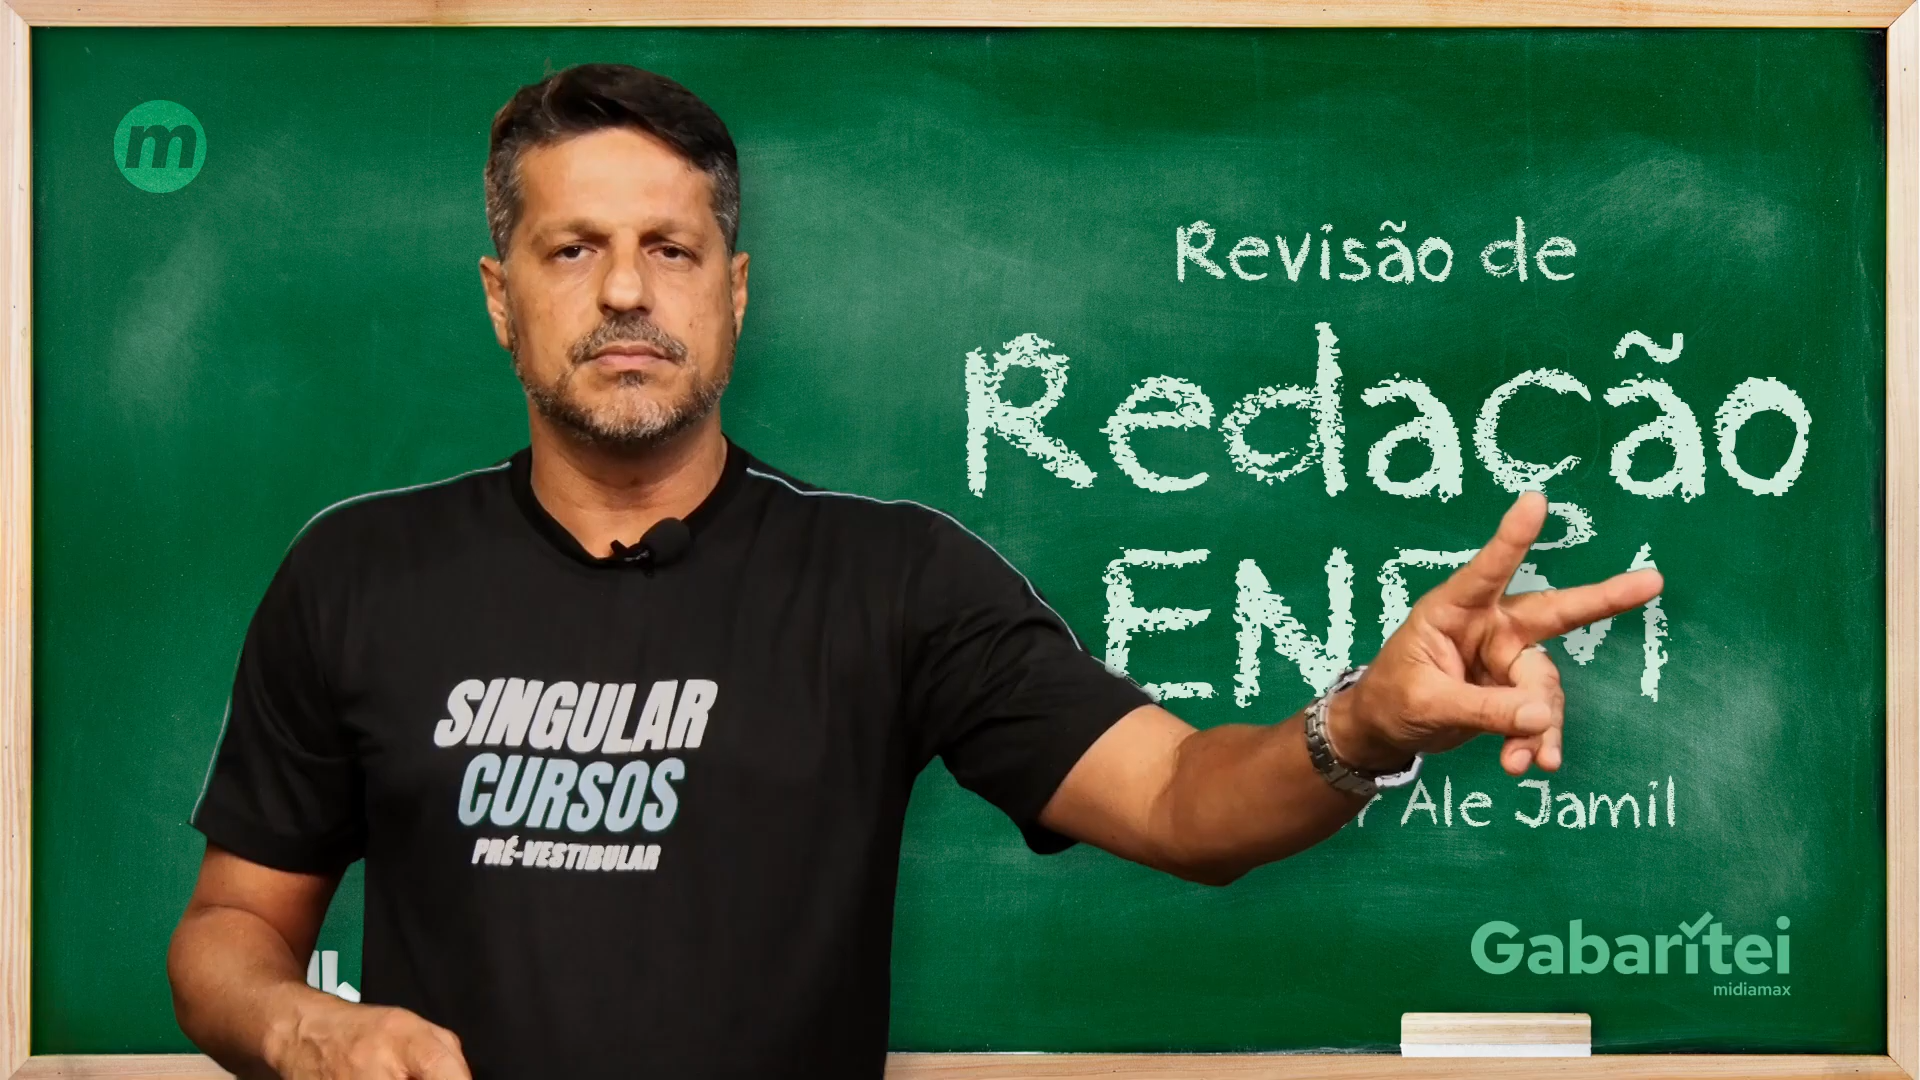 m
Revisão de
Redação
ENEM
Ale Jamil
SINGULAR
CURSOS
PRÉ-VESTIBULAR
Gabaritei
midiamax